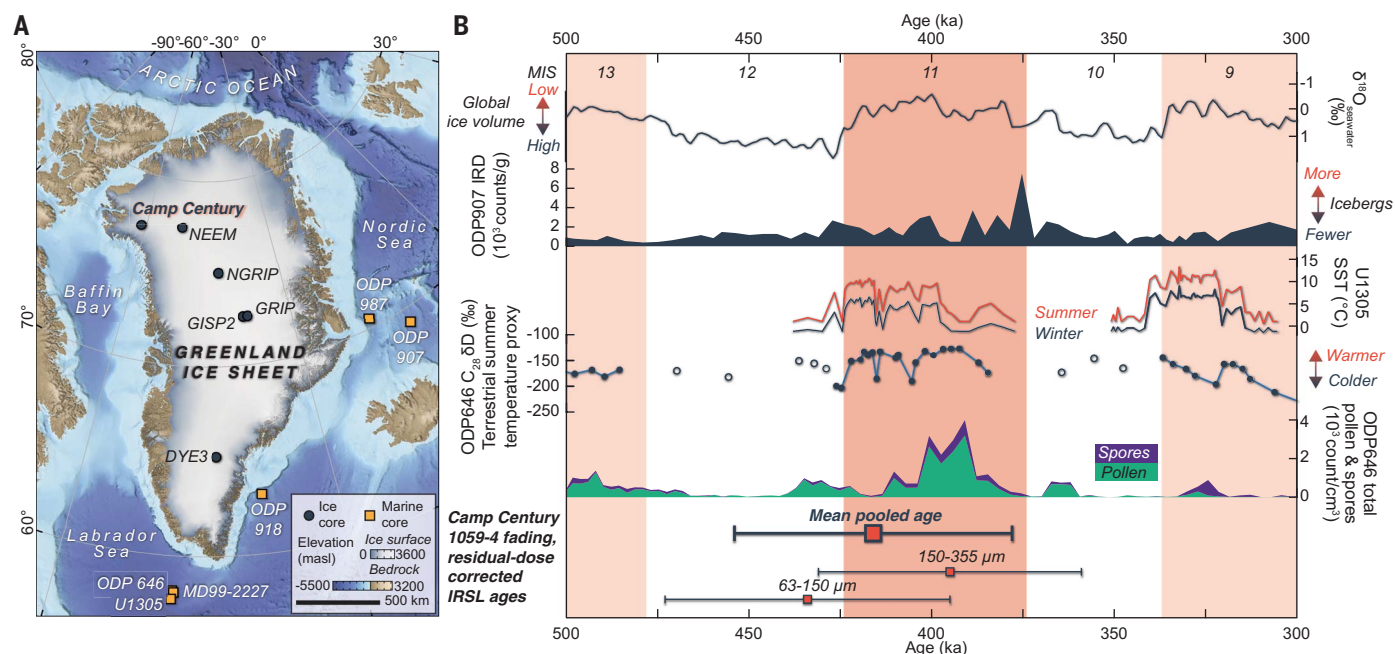 A
-90°-60°-30° 0° 30°
80°
70°
60°
ARCTIC OCEAN
Camp Century
NEEM
NGRIP
GRIP
GISP2
GREENLAND
ICE SHEET
DYE3
Baffin
Bay
Nordic
Sea
ODP
987
ODP
907
ODP
918
Labrador
Sea
ODP 646
U1305
MD99-2227
Ice
core
Marine
core
Elevation
(masl)
Ice surface
0 3600
Bedrock
-5500 3200
500 km
B
Age (ka)
500 450 400 350 300
MIS
13 12 11 10 9
Low
Global
ice volume
High
-1
0
1
δ¹⁸O seawater
(‰)
ODP907 IRD
(10³ counts/g)
8
6
4
2
0
More
Icebergs
Fewer
15
10
5
0
U1305
SST (°C)
Summer
Winter
ODP646 C₂₈ δD (‰)
Terrestrial summer
temperature proxy
-100
-150
-200
-250
Warmer
Colder
4
2
0
ODP646 total
pollen & spores
(10³ count/cm³)
Spores
Pollen
Camp Century
1059-4 fading,
residual-dose
corrected
IRSL ages
Mean pooled age
150-355 µm
63-150 µm
500 450 400 350 300
Age (ka)